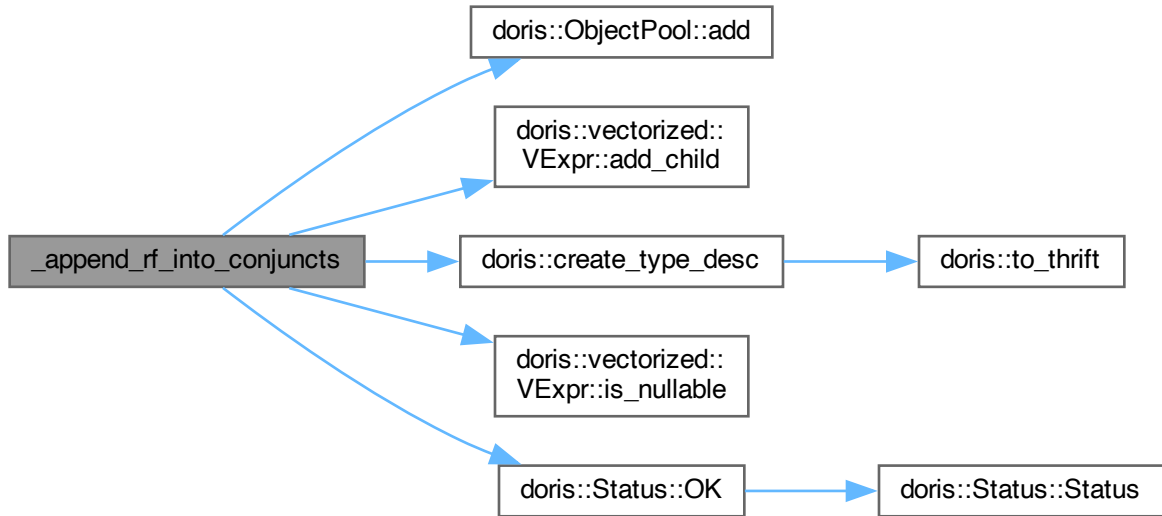 doris::ObjectPool::add
doris::vectorized::
VExpr::add_child
_append_rf_into_conjuncts
doris::create_type_desc
doris::to_thrift
doris::vectorized::
VExpr::is_nullable
doris::Status::OK
doris::Status::Status